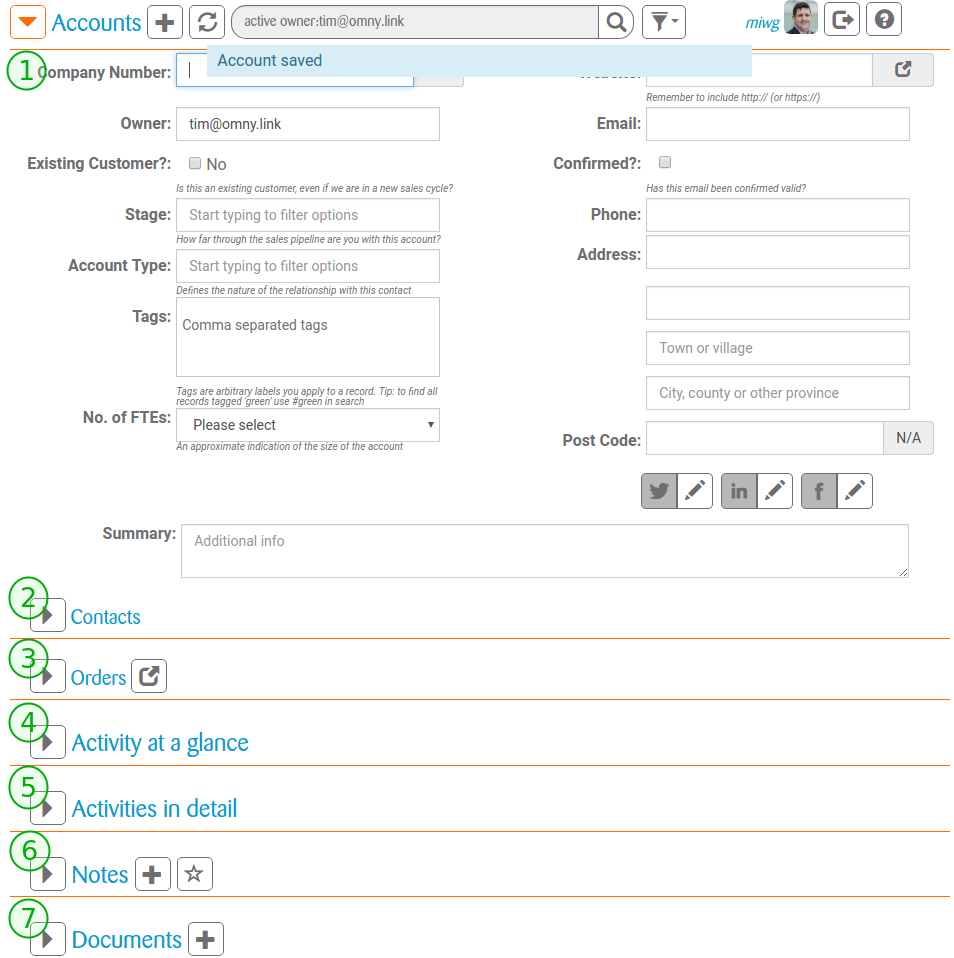 Accounts
active owner:tim@omny.link
miwg
Account saved
1
Company Number:
Remember to include http:// (or https://)
Owner: tim@omny.link
Email:
Existing Customer?: No
Confirmed?:
Is this an existing customer, even if we are in a new sales cycle?
Has this email been confirmed valid?
Stage: Start typing to filter options
Phone:
How far through the sales pipeline are you with this account?
Address:
Account Type: Start typing to filter options
Defines the nature of the relationship with this contact
Tags: Comma separated tags
Town or village
Tags are arbitrary labels you apply to a record. Tip: to find all
records tagged 'green' use #green in search
City, county or other province
No. of FTEs: Please select
An approximate indication of the size of the account
Post Code: N/A
Summary: Additional info
2
Contacts
3
Orders
4
Activity at a glance
5
Activities in detail
6
Notes
7
Documents